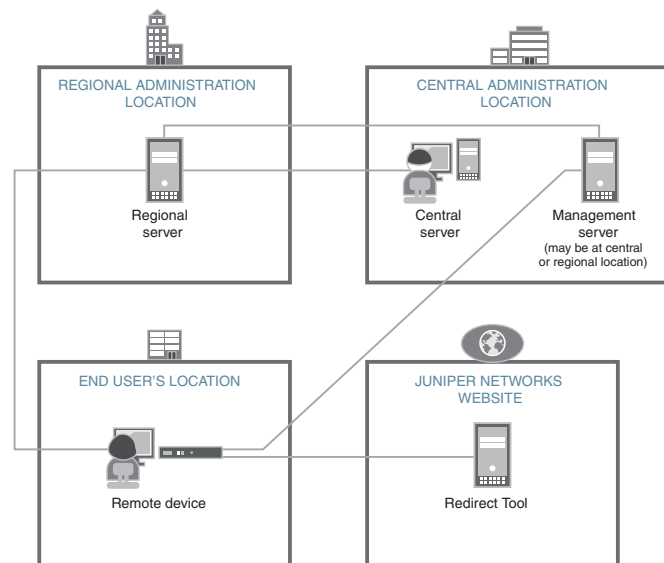 REGIONAL ADMINISTRATION
LOCATION
Regional
server
CENTRAL ADMINISTRATION
LOCATION
Central
server
Management
server
(may be at central
or regional location)
END USER'S LOCATION
Remote device
JUNIPER NETWORKS
WEBSITE
Redirect Tool